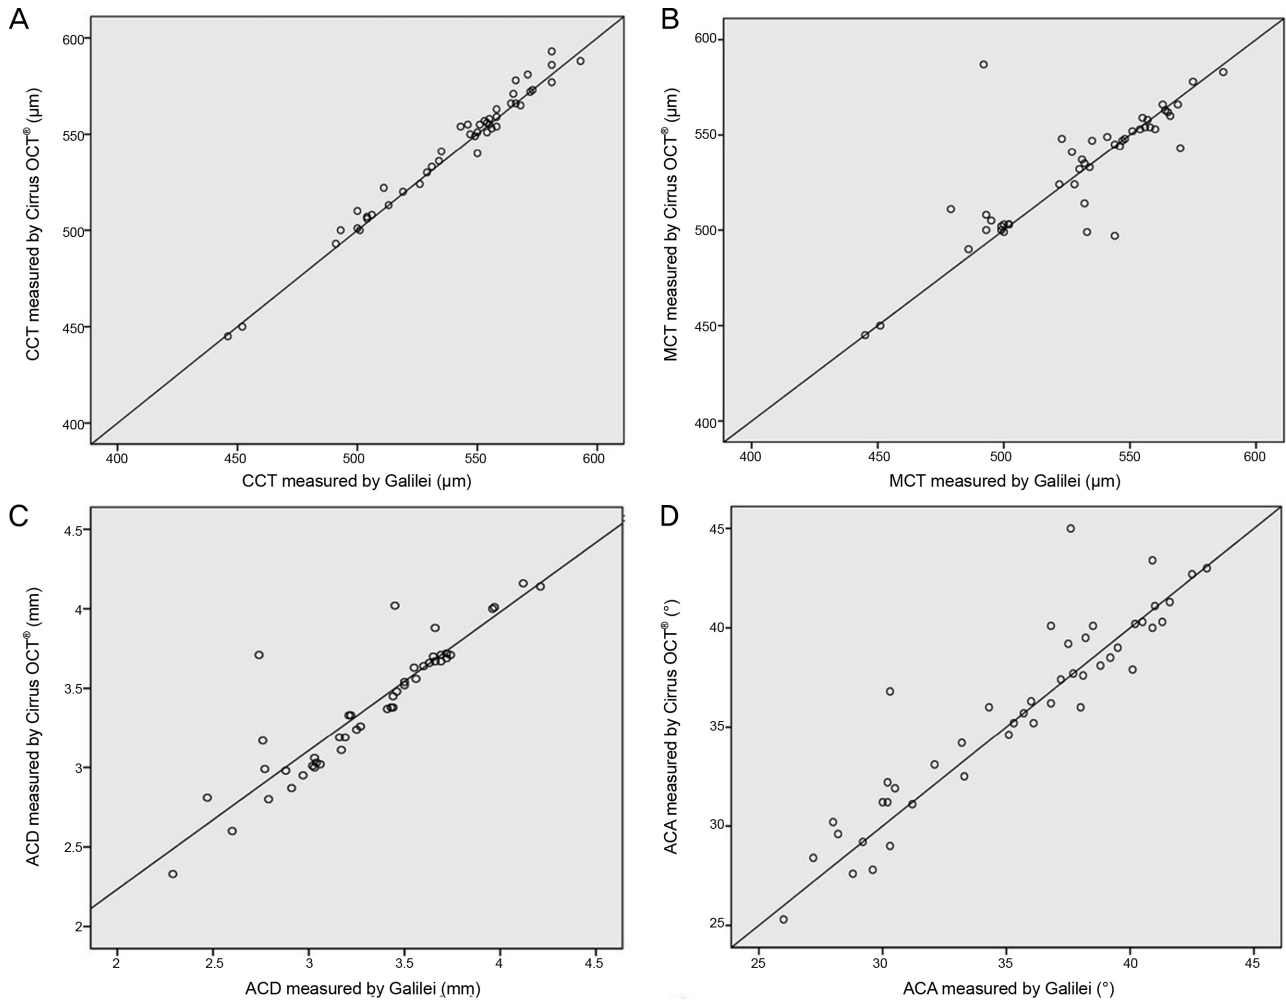 A
CCT measured by Cirrus OCT® (µm)
600
550
500
450
400
400 450 500 550 600
CCT measured by Galilei (µm)
B
MCT measured by Cirrus OCT® (µm)
600
550
500
450
400
400 450 500 550 600
MCT measured by Galilei (µm)
C
ACD measured by Cirrus OCT® (mm)
4.5
4
3.5
3
2.5
2
2 2.5 3 3.5 4 4.5
ACD measured by Galilei (mm)
D
ACA measured by Cirrus OCT® (°)
45
40
35
30
25
25 30 35 40 45
ACA measured by Galilei (°)